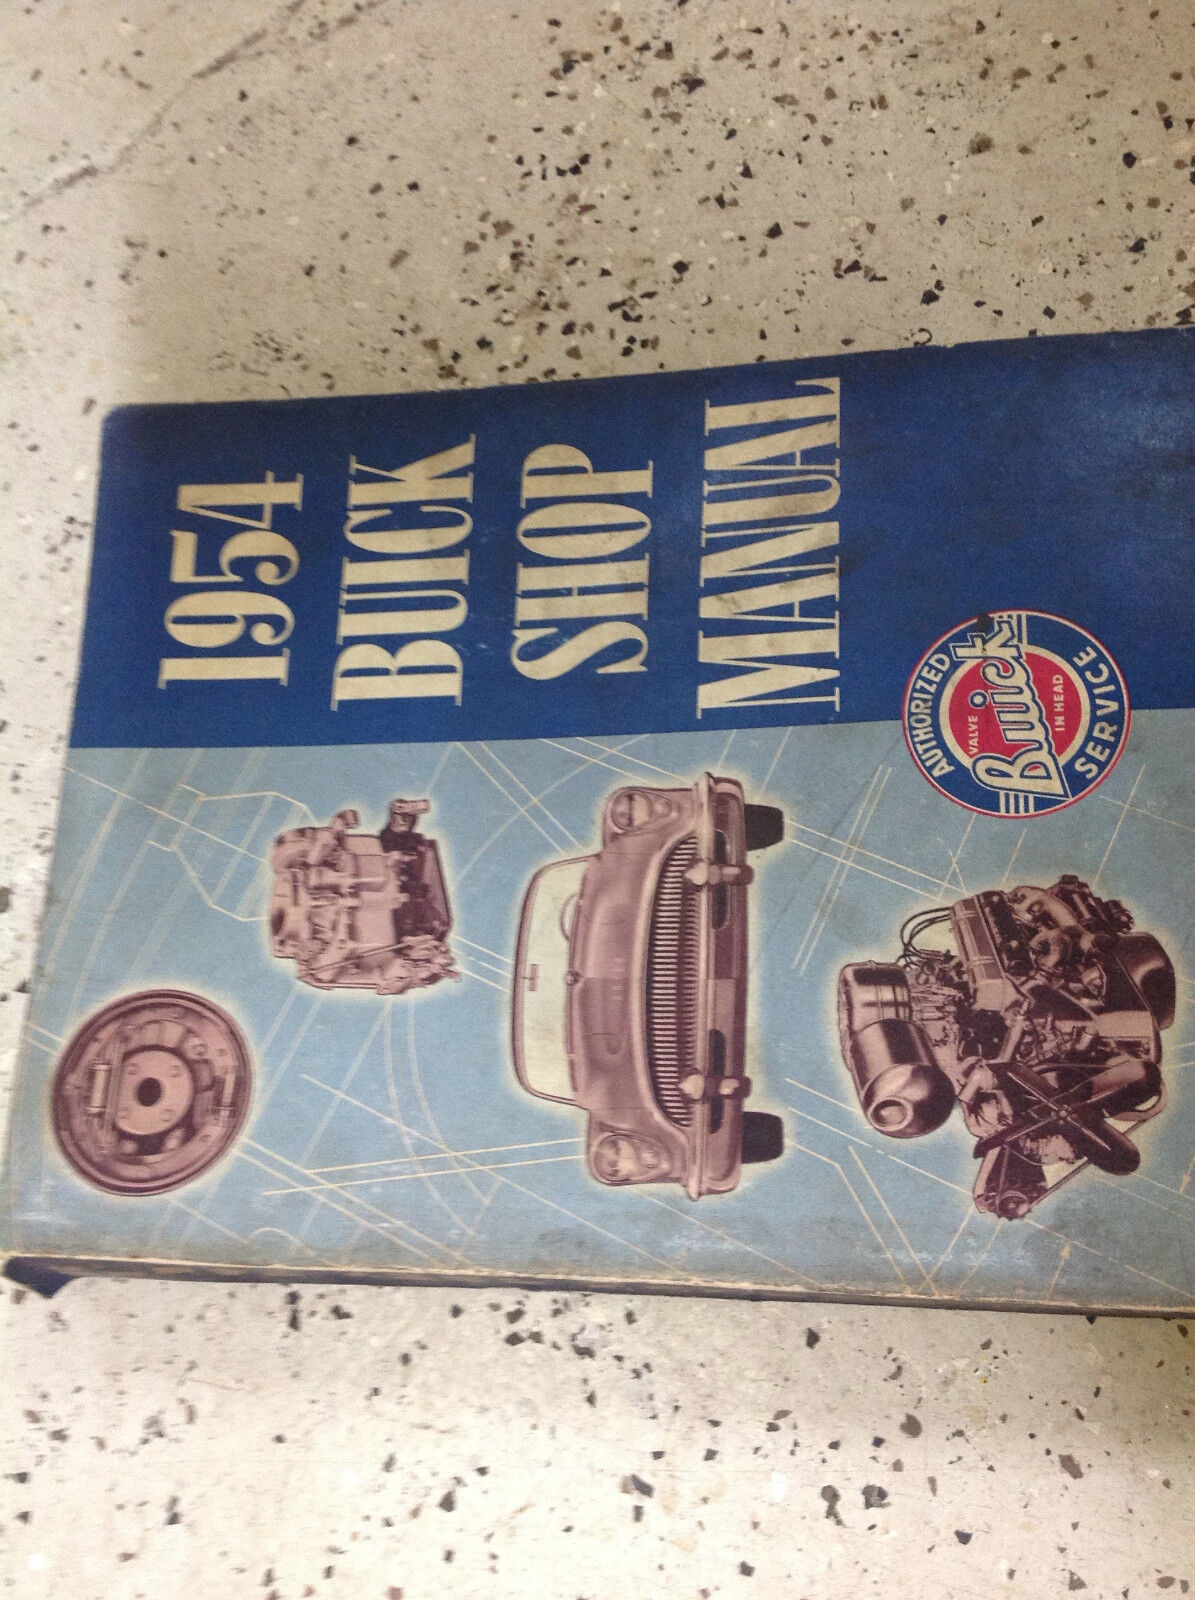 1954
BUICK
SHOP
MANUAL
AUTHORIZED
VALVE
Buick
IN HEAD
SERVICE